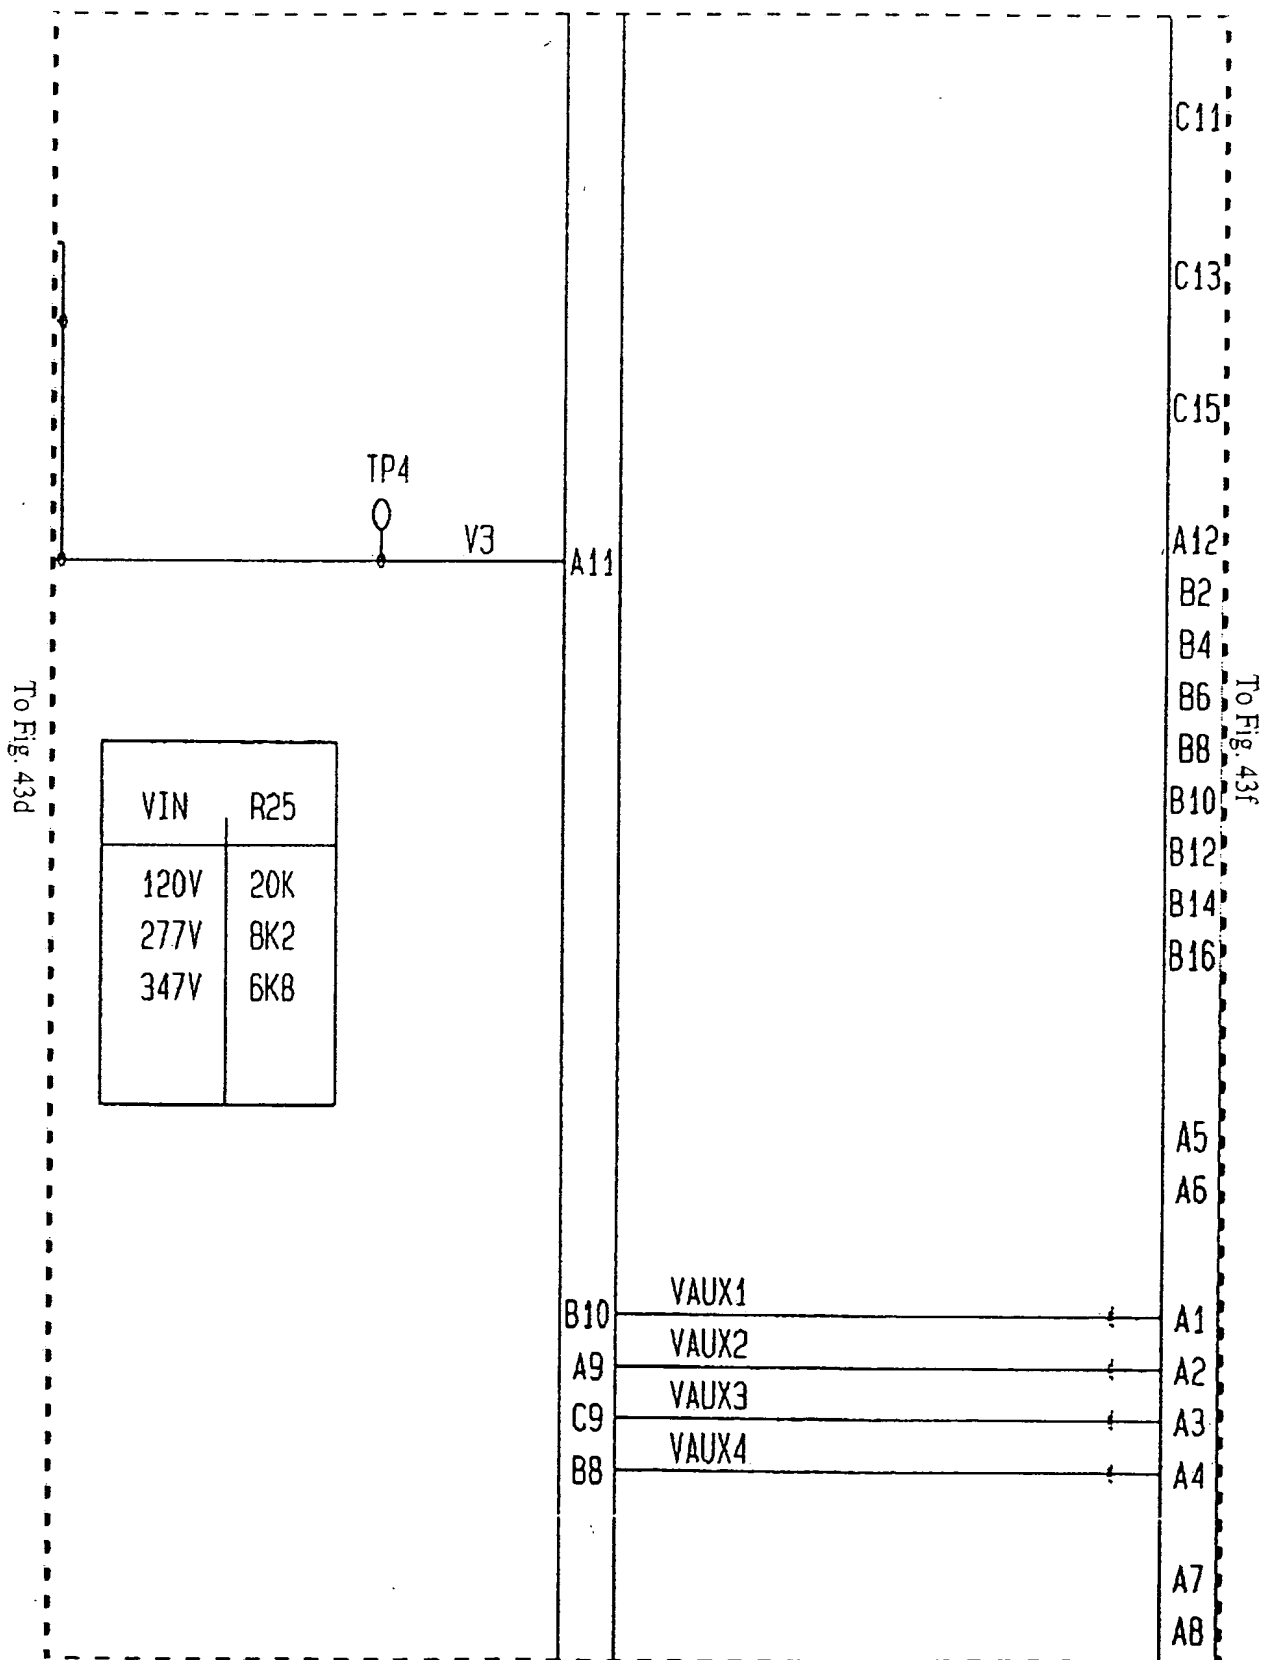 C11
C13
C15
TP4
V3
A11
A12
B2
B4
B6
B8
B10
B12
B14
B16
To Fig. 43d
To Fig. 43f
VIN R25
120V 20K
277V 8K2
347V 6K8
A5
A6
B10 VAUX1 A1
A9 VAUX2 A2
C9 VAUX3 A3
B8 VAUX4 A4
A7
A8